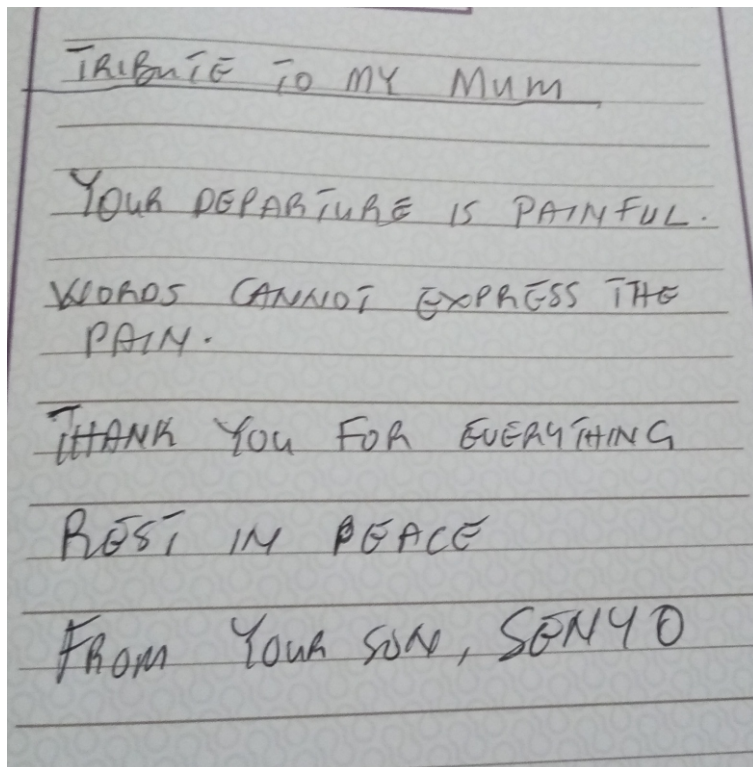 TRIBUTE TO MY MUM
YOUR DEPARTURE IS PAINFUL.
WORDS CANNOT EXPRESS THE
PAIN.
THANK YOU FOR EVERYTHING
REST IN PEACE
FROM YOUR SON, SENYO